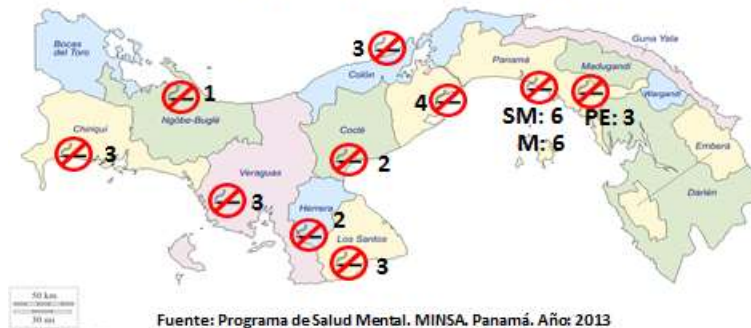 Bocas
del Toro
3
Colón
Panamá
Guna Yala
Madugandí
Wargandí
1
Ngöbe-Buglé
4
SM: 6
M: 6
PE: 3
Chiriquí
3
Coclé
2
Emberá
Veraguas
3
Darién
Herrera
2
Los Santos
3
50 km
30 mi
Fuente: Programa de Salud Mental. MINSA. Panamá. Año: 2013